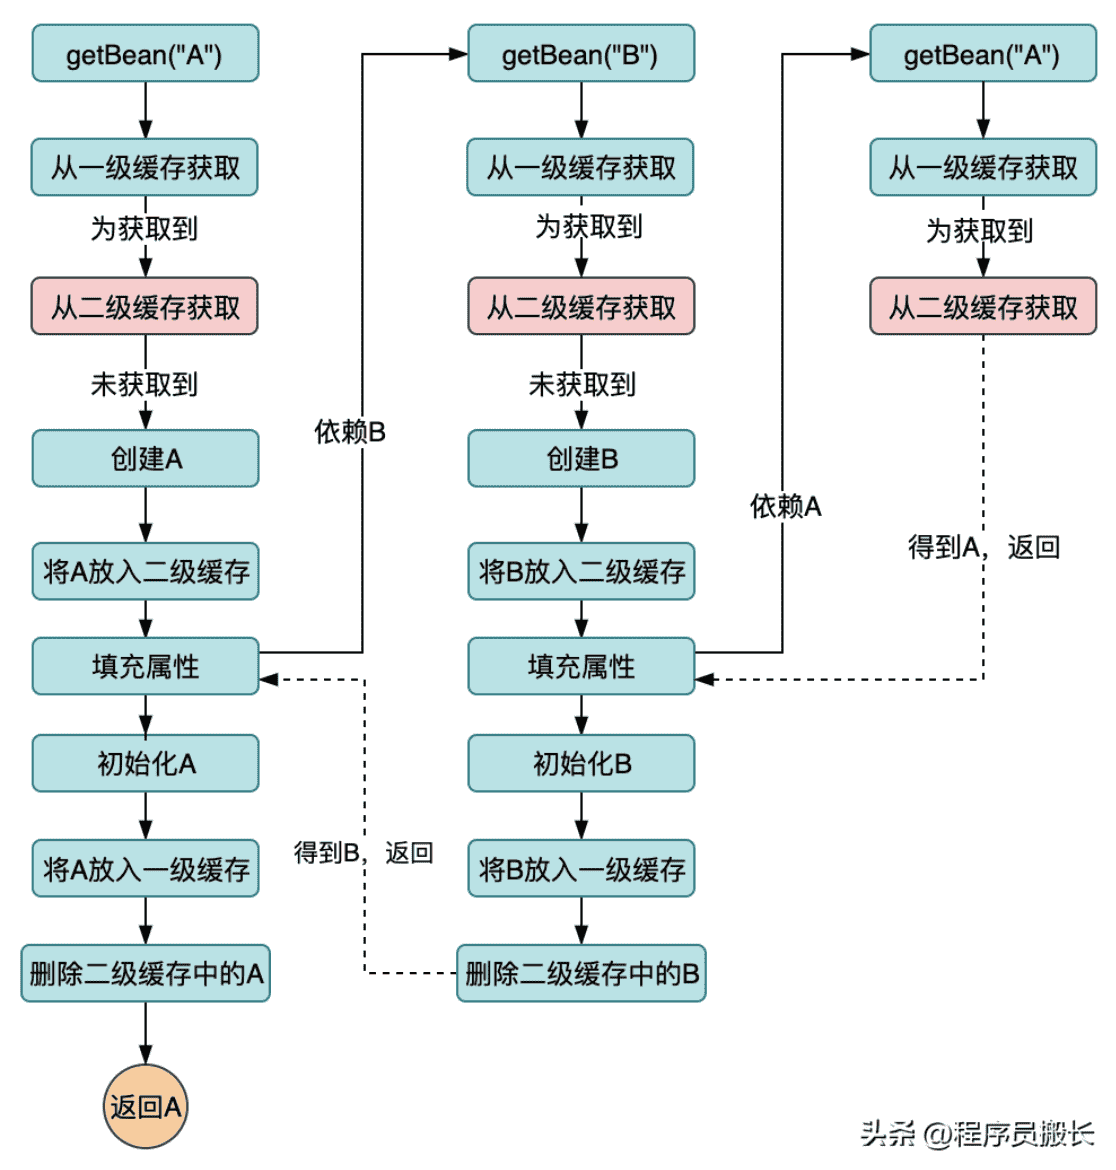 getBean("A")
从一级缓存获取
为获取到
从二级缓存获取
未获取到
创建A
将A放入二级缓存
填充属性
初始化A
将A放入一级缓存
删除二级缓存中的A
返回A
依赖B
得到B，返回
getBean("B")
从一级缓存获取
为获取到
从二级缓存获取
未获取到
创建B
将B放入二级缓存
填充属性
初始化B
将B放入一级缓存
删除二级缓存中的B
依赖A
getBean("A")
从一级缓存获取
为获取到
从二级缓存获取
得到A，返回
头条 @程序员搬长